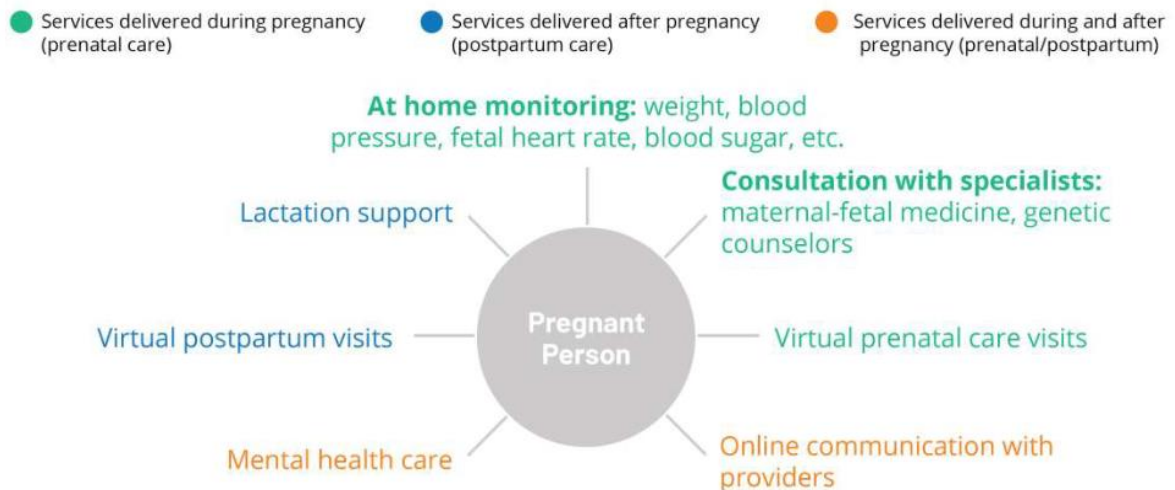 Services delivered during pregnancy
(prenatal care)
Services delivered after pregnancy
(postpartum care)
Services delivered during and after
pregnancy (prenatal/postpartum)
At home monitoring: weight, blood
pressure, fetal heart rate, blood sugar, etc.
Lactation support
Consultation with specialists:
maternal-fetal medicine, genetic
counselors
Virtual postpartum visits
Pregnant
Person
Virtual prenatal care visits
Mental health care
Online communication with
providers